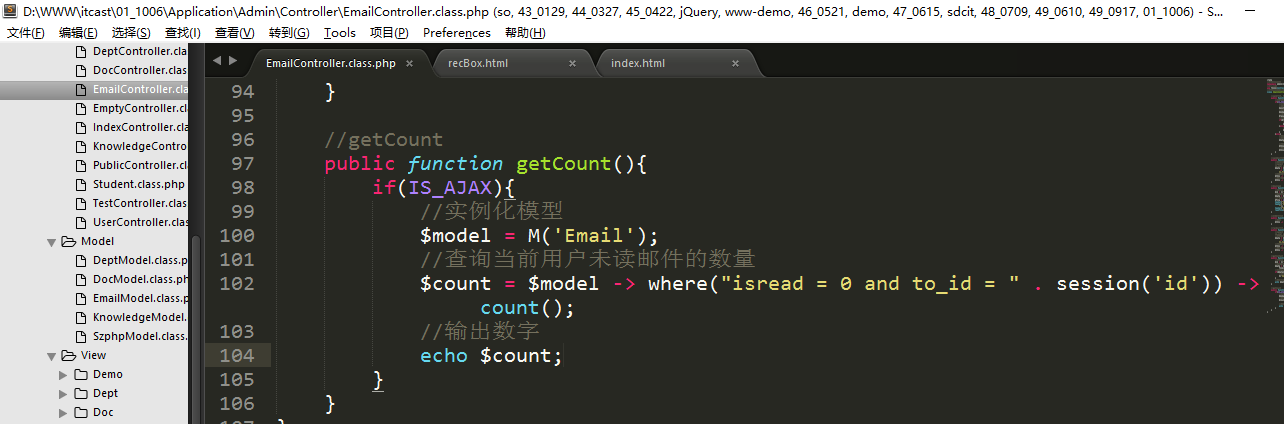 D:\WWW\itcast\01_1006\Application\Admin\Controller\EmailController.class.php (so, 43_0129, 44_0327, 45_0422, jQuery, www-demo, 46_0521, demo, 47_0615, sdcit, 48_0709, 49_0610, 49_0917, 01_1006) - S...
文件(F) 编辑(E) 选择(S) 查找(I) 查看(V) 转到(G) Tools 项目(P) Preferences 帮助(H)
DeptController.cla
DocController.clas
EmailController.cl
EmptyController.cl
IndexController.cla
KnowledgeContro
PublicController.c
Student.class.php
TestController.clas
UserController.clas
Model
DeptModel.class.p
DocModel.class.ph
EmailModel.class.p
KnowledgeModel.
SzphpModel.class.
View
Demo
Dept
Doc
EmailController.class.php × recBox.html × index.html ×
94 }
95
96 //getCount
97 public function getCount(){
98 if(IS_AJAX){
99 //实例化模型
100 $model = M('Email');
101 //查询当前用户未读邮件的数量
102 $count = $model -> where("isread = 0 and to_id = " . session('id')) ->
count();
103 //输出数字
104 echo $count;
105 }
106 }